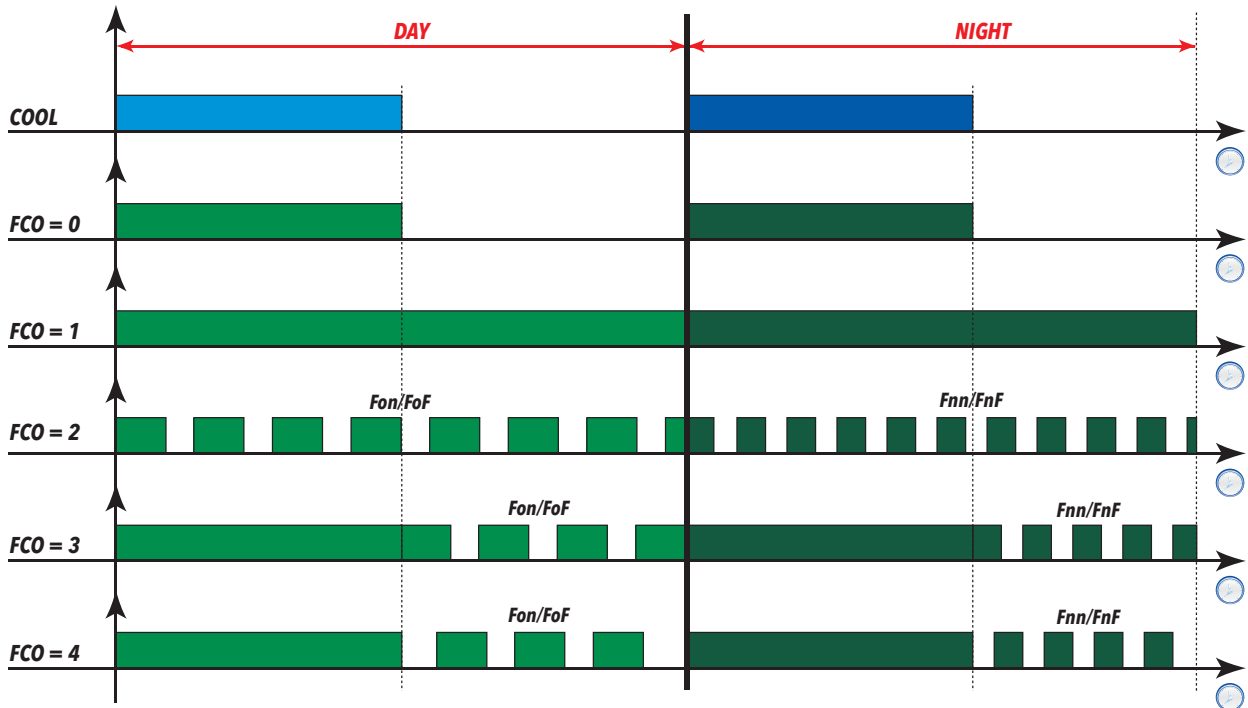 DAY
NIGHT
COOL
FCO = 0
FCO = 1
Fon/FoF
Fnn/FnF
FCO = 2
Fon/FoF
Fnn/FnF
FCO = 3
Fon/FoF
Fnn/FnF
FCO = 4